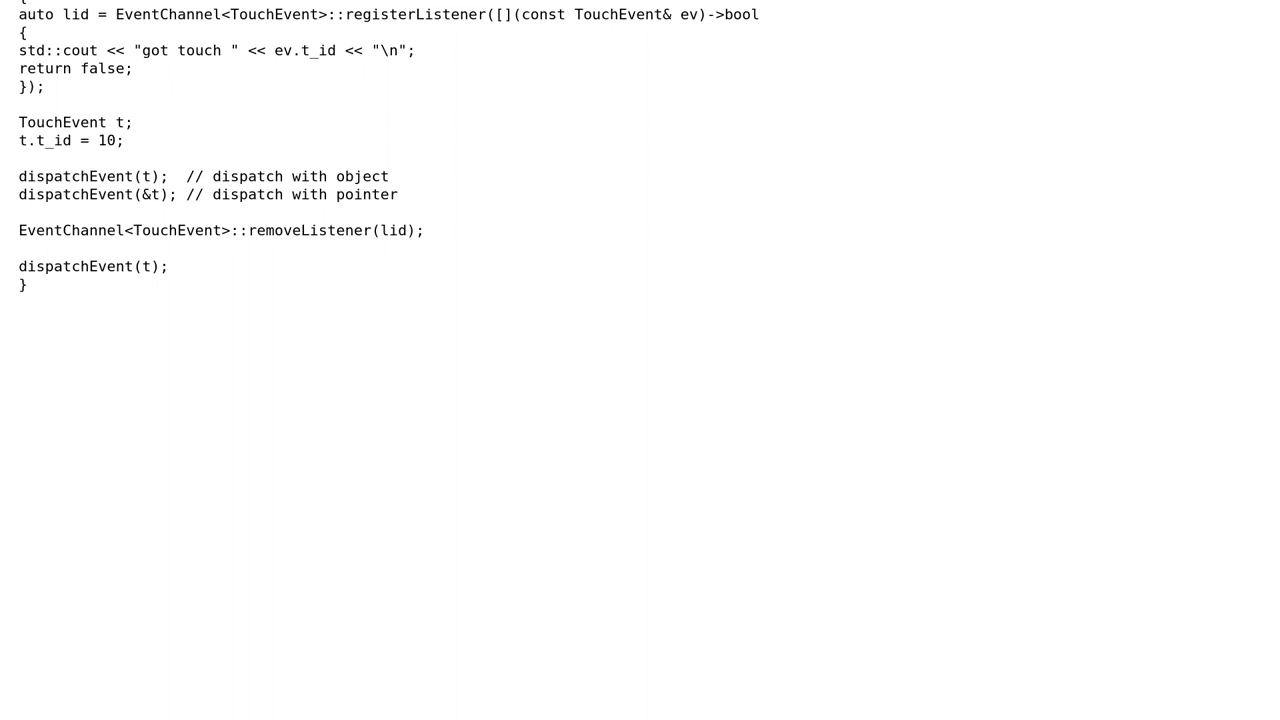 {
auto lid = EventChannel<TouchEvent>::registerListener([](const TouchEvent& ev)->bool
{
std::cout << "got touch " << ev.t_id << "\n";
return false;
});
TouchEvent t;
t.t_id = 10;
dispatchEvent(t);  // dispatch with object
dispatchEvent(&t); // dispatch with pointer
EventChannel<TouchEvent>::removeListener(lid);
dispatchEvent(t);
}